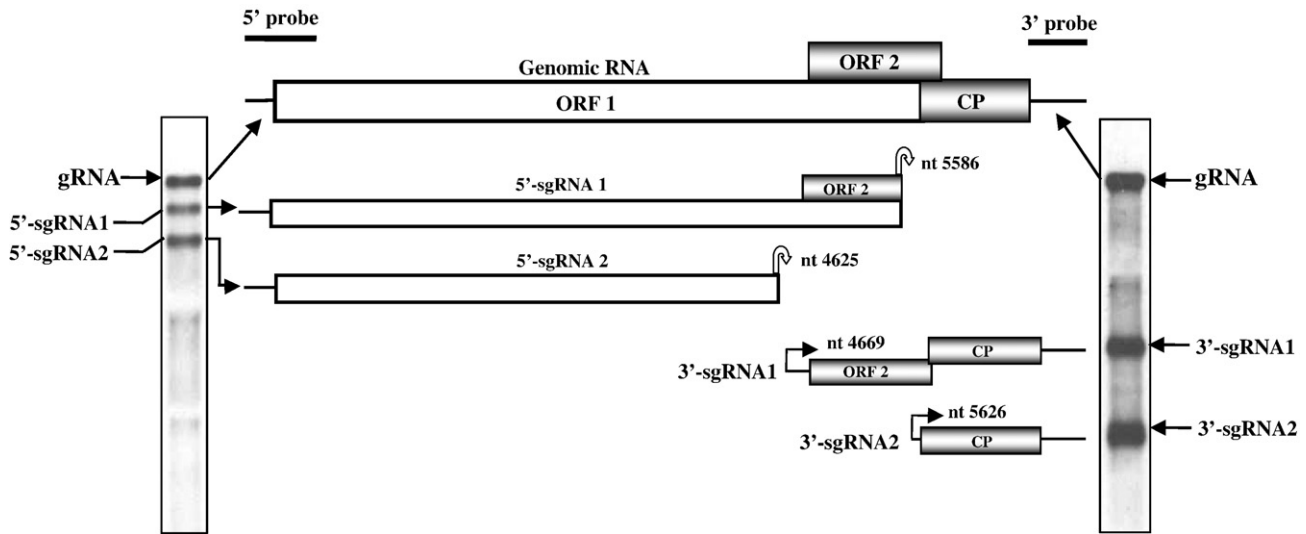 5’ probe
3’ probe
Genomic RNA
ORF 2
ORF 1
CP
gRNA
5’-sgRNA1
5’-sgRNA2
5’-sgRNA 1
ORF 2
nt 5586
5’-sgRNA 2
nt 4625
gRNA
3’-sgRNA1
nt 4669
ORF 2
CP
3’-sgRNA1
3’-sgRNA2
nt 5626
CP
3’-sgRNA2